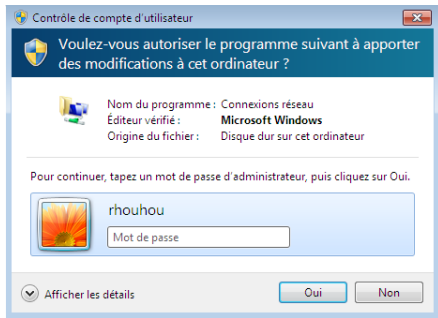 Contrôle de compte d'utilisateur
Voulez-vous autoriser le programme suivant à apporter
des modifications à cet ordinateur ?
Nom du programme : Connexions réseau
Éditeur vérifié : Microsoft Windows
Origine du fichier : Disque dur sur cet ordinateur
Pour continuer, tapez un mot de passe d'administrateur, puis cliquez sur Oui.
rhouhou
Mot de passe
Afficher les détails Oui Non